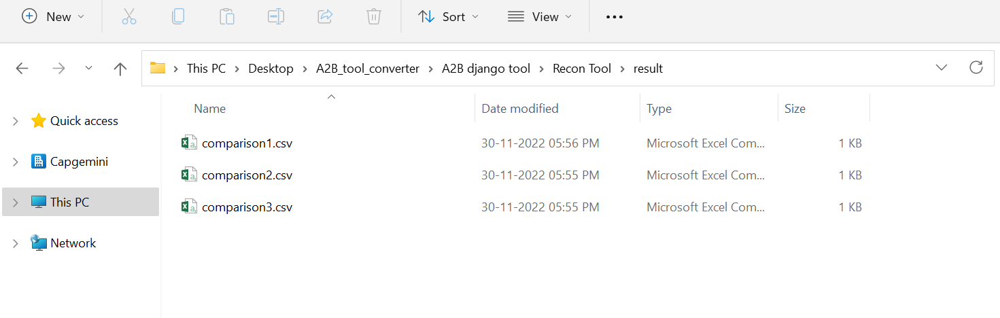 New Sort View
This PC Desktop A2B_tool_converter A2B django tool Recon Tool result
Name Date modified Type Size
Quick access
Capgemini
This PC
Network
comparison1.csv 30-11-2022 05:56 PM Microsoft Excel Com... 1 KB
comparison2.csv 30-11-2022 05:55 PM Microsoft Excel Com... 1 KB
comparison3.csv 30-11-2022 05:55 PM Microsoft Excel Com... 1 KB